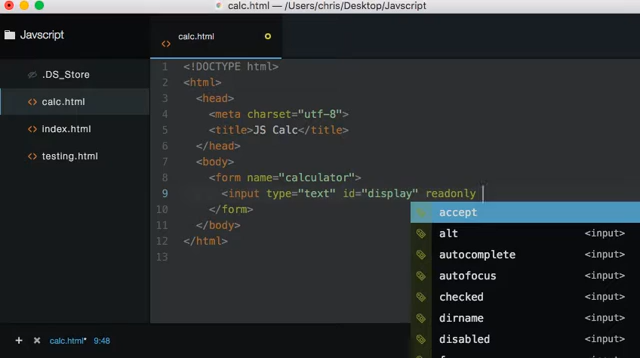 calc.html — /Users/chris/Desktop/Javscript
Javscript
calc.html
.DS_Store
calc.html
index.html
testing.html
1 <!DOCTYPE html>
2 <html>
3 <head>
4 <meta charset="utf-8">
5 <title>JS Calc</title>
6 </head>
7 <body>
8 <form name="calculator">
9 <input type="text" id="display" readonly
10 </form>
11 </body>
12 </html>
13
accept
alt <input>
autocomplete <input>
autofocus <input>
checked <input>
dirname <input>
disabled <input>
calc.html* 9:48